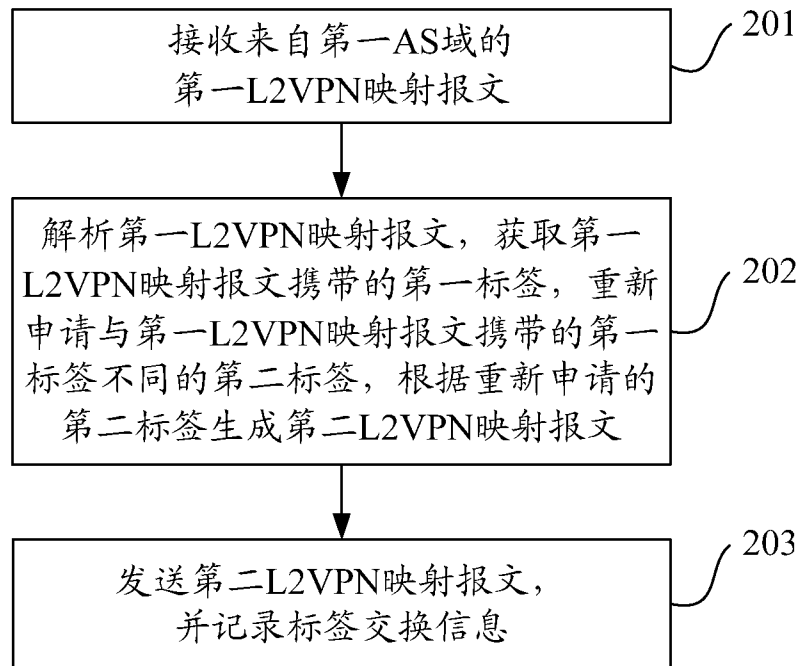 接收来自第一AS域的
第一L2VPN映射报文
201
解析第一L2VPN映射报文，获取第一
L2VPN映射报文携带的第一标签，重新
申请与第一L2VPN映射报文携带的第一
标签不同的第二标签，根据重新申请的
第二标签生成第二L2VPN映射报文
202
发送第二L2VPN映射报文，
并记录标签交换信息
203